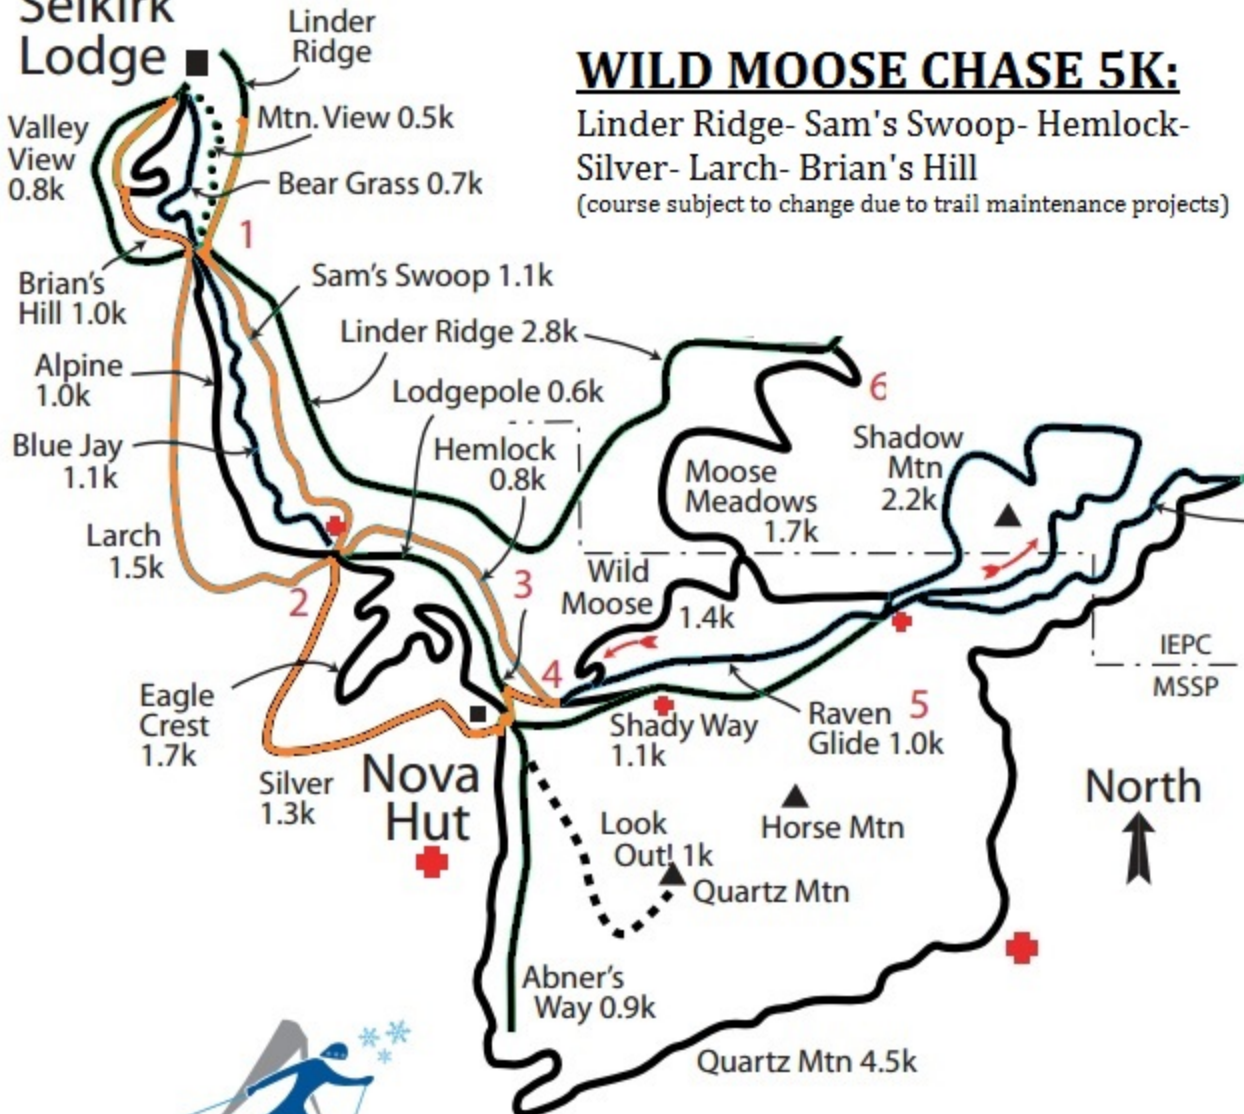 Selkirk
Lodge
Linder
Ridge
WILD MOOSE CHASE 5K:
Linder Ridge- Sam's Swoop- Hemlock-
Silver- Larch- Brian's Hill
(course subject to change due to trail maintenance projects)
Valley
View
0.8k
Mtn. View 0.5k
Bear Grass 0.7k
1
Brian's
Hill 1.0k
Sam's Swoop 1.1k
Linder Ridge 2.8k
Alpine
1.0k
Lodgepole 0.6k
6
Blue Jay
1.1k
Hemlock
0.8k
Shadow
Mtn
2.2k
Moose
Meadows
1.7k
Larch
1.5k
2
3
Wild
Moose
1.4k
IEPC
MSSP
4
Eagle
Crest
1.7k
Shady Way
1.1k
Raven
Glide 1.0k
5
Silver
1.3k
Nova
Hut
North
Look
Out! 1k
Horse Mtn
Quartz Mtn
Abner's
Way 0.9k
Quartz Mtn 4.5k